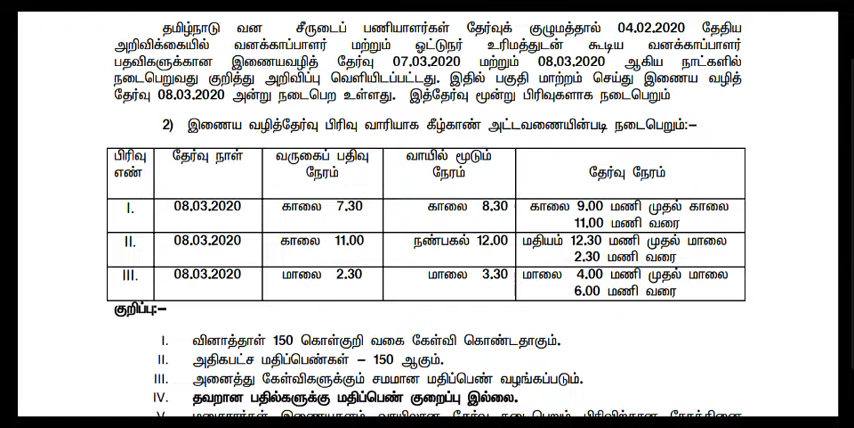 தமிழ்நாடு வன சீருடைப் பணியாளர்கள் தேர்வுக் குழுமத்தால் 04.02.2020 தேதிய
அறிவிக்கையில் வனக்காப்பாளர் மற்றும் ஓட்டுநர் உரிமத்துடன் கூடிய வனக்காப்பாளர்
பதவிகளுக்கான இணையவழித் தேர்வு 07.03.2020 மற்றும் 08.03.2020 ஆகிய நாட்களில்
நடைபெறுவது குறித்து அறிவிப்பு வெளியிடப்பட்டது. இதில் பகுதி மாற்றம் செய்து இணைய வழித்
தேர்வு 08.03.2020 அன்று நடைபெற உள்ளது. இத்தேர்வு மூன்று பிரிவுகளாக நடைபெறும்
2) இணைய வழித்தேர்வு பிரிவு வாரியாக கீழ்காண் அட்டவணையின்படி நடைபெறும்:–
பிரிவு எண் தேர்வு நாள் வருகைப் பதிவு நேரம் வாயில் மூடும் நேரம் தேர்வு நேரம்
I. 08.03.2020 காலை 7.30 காலை 8.30 காலை 9.00 மணி முதல் காலை
11.00 மணி வரை
II. 08.03.2020 காலை 11.00 நண்பகல் 12.00 மதியம் 12.30 மணி முதல் மாலை
2.30 மணி வரை
III. 08.03.2020 மாலை 2.30 மாலை 3.30 மாலை 4.00 மணி முதல் மாலை
6.00 மணி வரை
குறிப்பு:–
I. வினாத்தாள் 150 கொள்குறி வகை கேள்வி கொண்டதாகும்.
II. அதிகபட்ச மதிப்பெண்கள் – 150 ஆகும்.
III. அனைத்து கேள்விகளுக்கும் சமமான மதிப்பெண் வழங்கப்படும்.
IV. தவறான பதில்களுக்கு மதிப்பெண் குறைப்பு இல்லை.